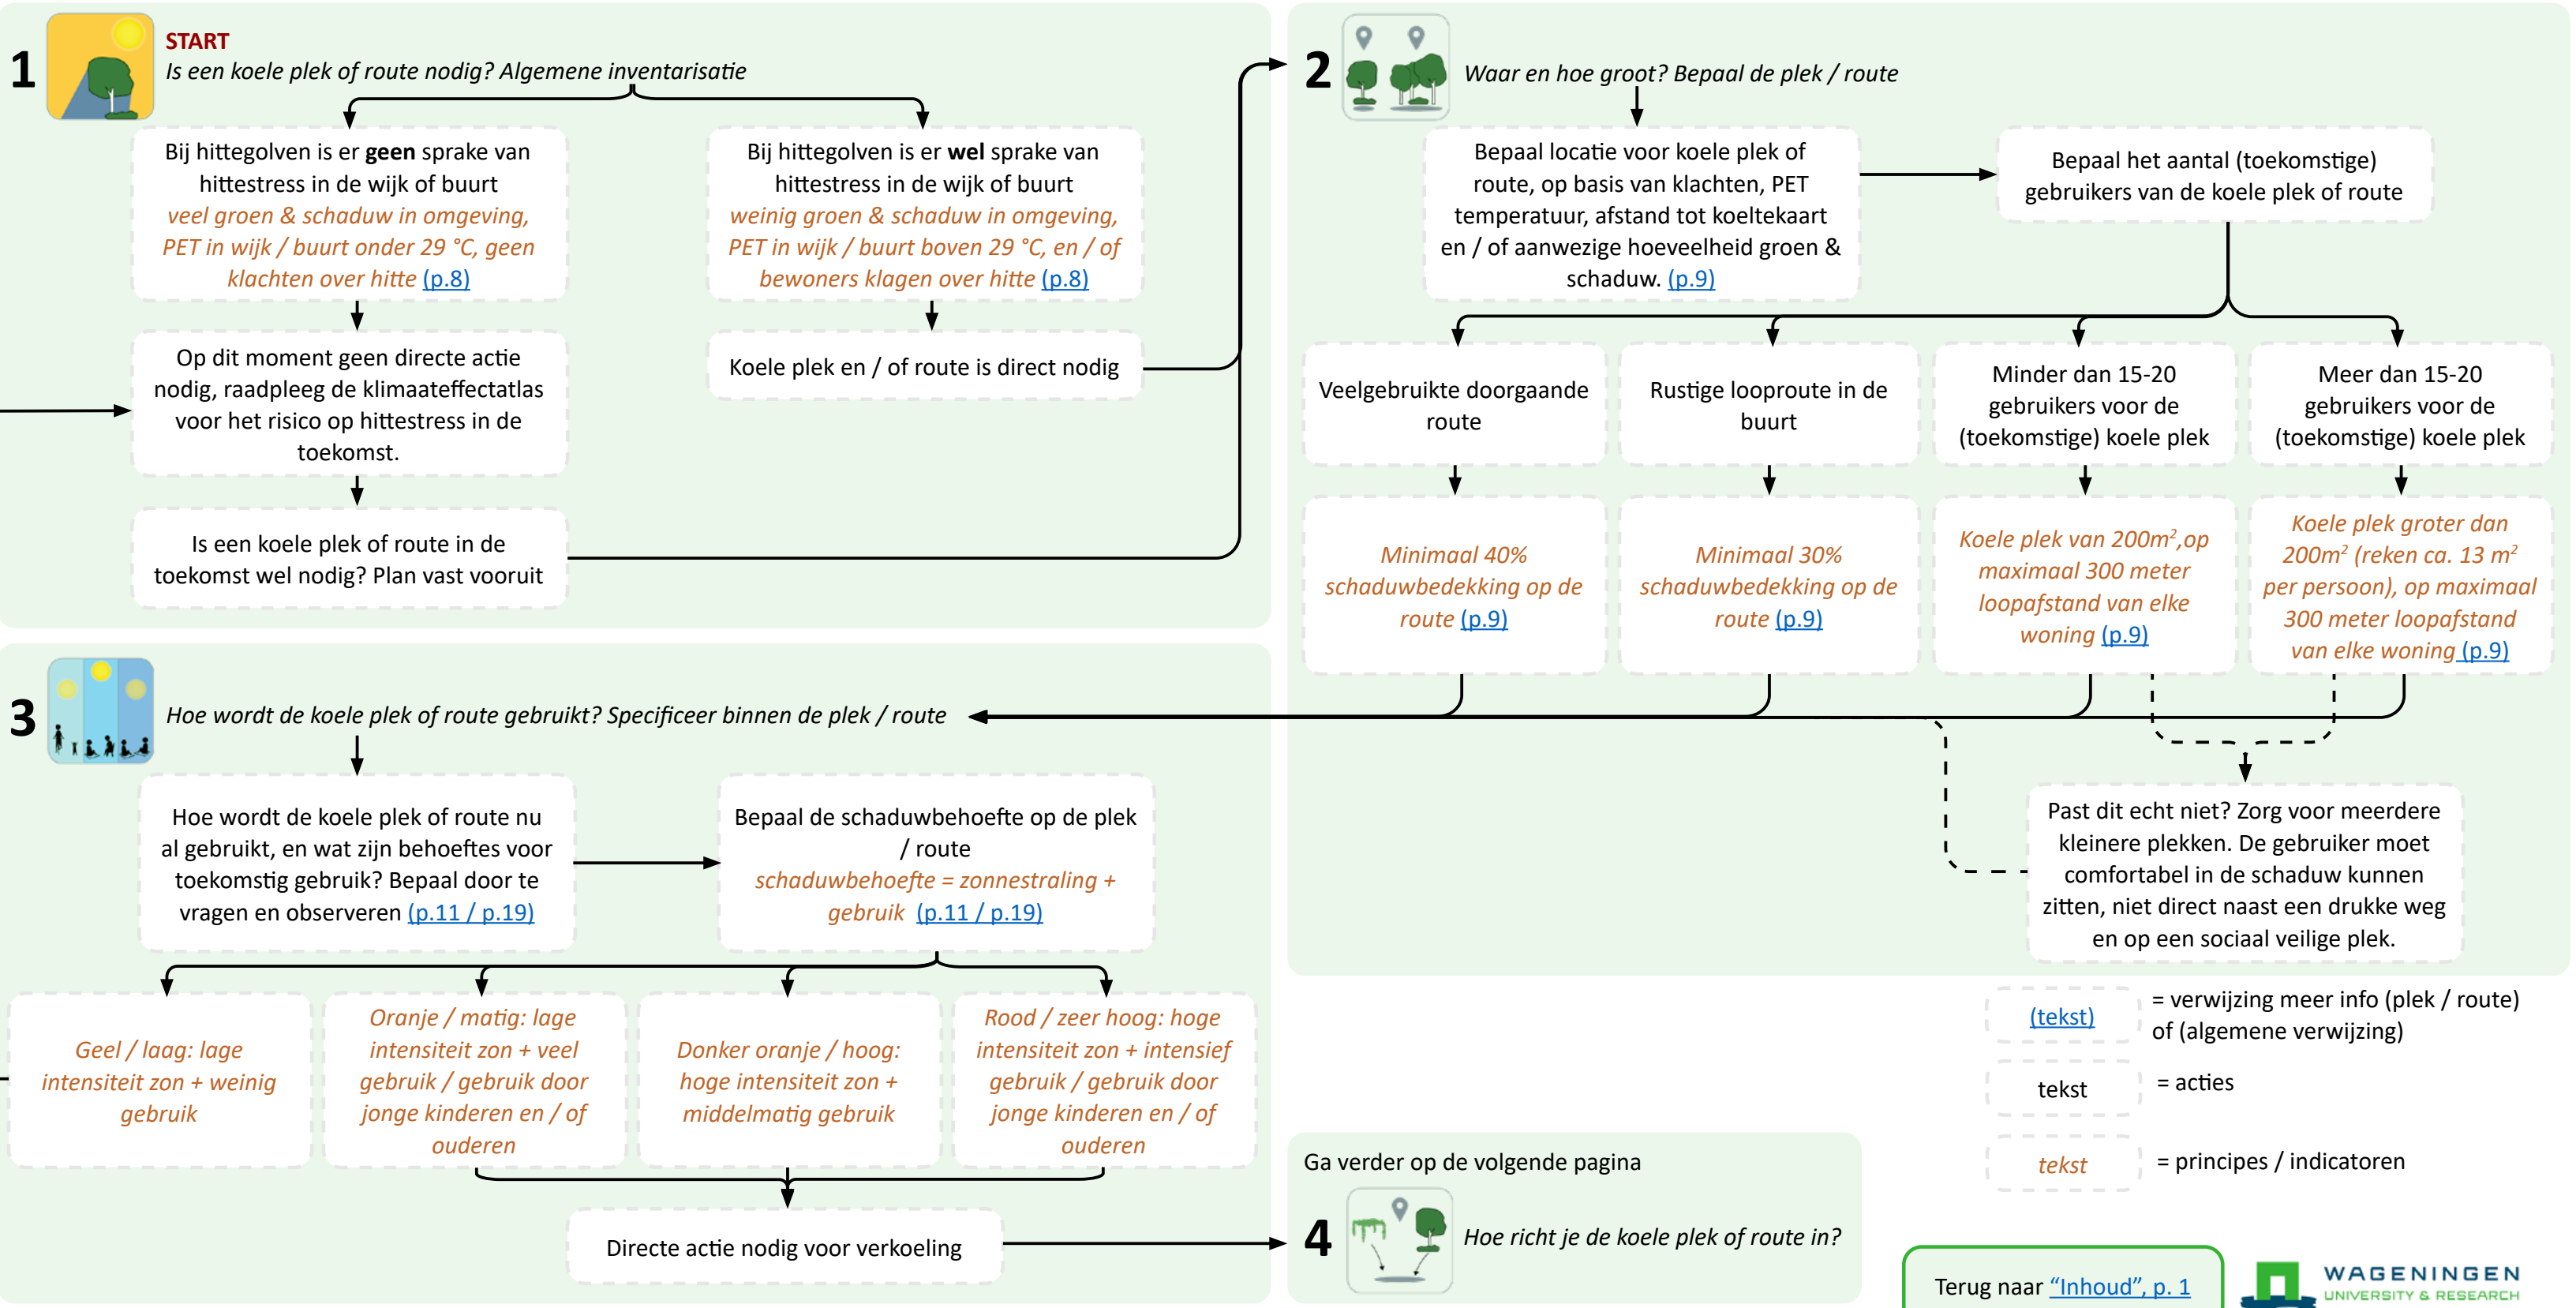 1
START
Is een koele plek of route nodig? Algemene inventarisatie
Bij hittegolven is er geen sprake van
hittestress in de wijk of buurt
veel groen & schaduw in omgeving,
PET in wijk / buurt onder 29 °C, geen
klachten over hitte (p.8)
Bij hittegolven is er wel sprake van
hittestress in de wijk of buurt
weinig groen & schaduw in omgeving,
PET in wijk / buurt boven 29 °C, en / of
bewoners klagen over hitte (p.8)
Op dit moment geen directe actie
nodig, raadpleeg de klimaateffectatlas
voor het risico op hittestress in de
toekomst.
Koele plek en / of route is direct nodig
Is een koele plek of route in de
toekomst wel nodig? Plan vast vooruit
2
Waar en hoe groot? Bepaal de plek / route
Bepaal locatie voor koele plek of
route, op basis van klachten, PET
temperatuur, afstand tot koeltekaart
en / of aanwezige hoeveelheid groen &
schaduw. (p.9)
Bepaal het aantal (toekomstige)
gebruikers van de koele plek of route
Veelgebruikte doorgaande
route
Rustige looproute in de
buurt
Minder dan 15-20
gebruikers voor de
(toekomstige) koele plek
Meer dan 15-20
gebruikers voor de
(toekomstige) koele plek
Minimaal 40%
schaduwbedekking op de
route (p.9)
Minimaal 30%
schaduwbedekking op de
route (p.9)
Koele plek van 200m²,op
maximaal 300 meter
loopafstand van elke
woning (p.9)
Koele plek groter dan
200m² (reken ca. 13 m²
per persoon), op maximaal
300 meter loopafstand
van elke woning (p.9)
Past dit echt niet? Zorg voor meerdere
kleinere plekken. De gebruiker moet
comfortabel in de schaduw kunnen
zitten, niet direct naast een drukke weg
en op een sociaal veilige plek.
3
Hoe wordt de koele plek of route gebruikt? Specificeer binnen de plek / route
Hoe wordt de koele plek of route nu
al gebruikt, en wat zijn behoeftes voor
toekomstig gebruik? Bepaal door te
vragen en observeren (p.11 / p.19)
Bepaal de schaduwbehoefte op de plek
/ route
schaduwbehoefte = zonnestraling +
gebruik (p.11 / p.19)
Geel / laag: lage
intensiteit zon + weinig
gebruik
Oranje / matig: lage
intensiteit zon + veel
gebruik / gebruik door
jonge kinderen en / of
ouderen
Donker oranje / hoog:
hoge intensiteit zon +
middelmatig gebruik
Rood / zeer hoog: hoge
intensiteit zon + intensief
gebruik / gebruik door
jonge kinderen en / of
ouderen
Directe actie nodig voor verkoeling
Ga verder op de volgende pagina
4
Hoe richt je de koele plek of route in?
(tekst)
= verwijzing meer info (plek / route)
of (algemene verwijzing)
tekst
= acties
tekst
= principes / indicatoren
Terug naar "Inhoud", p. 1
WAGENINGEN
UNIVERSITY & RESEARCH